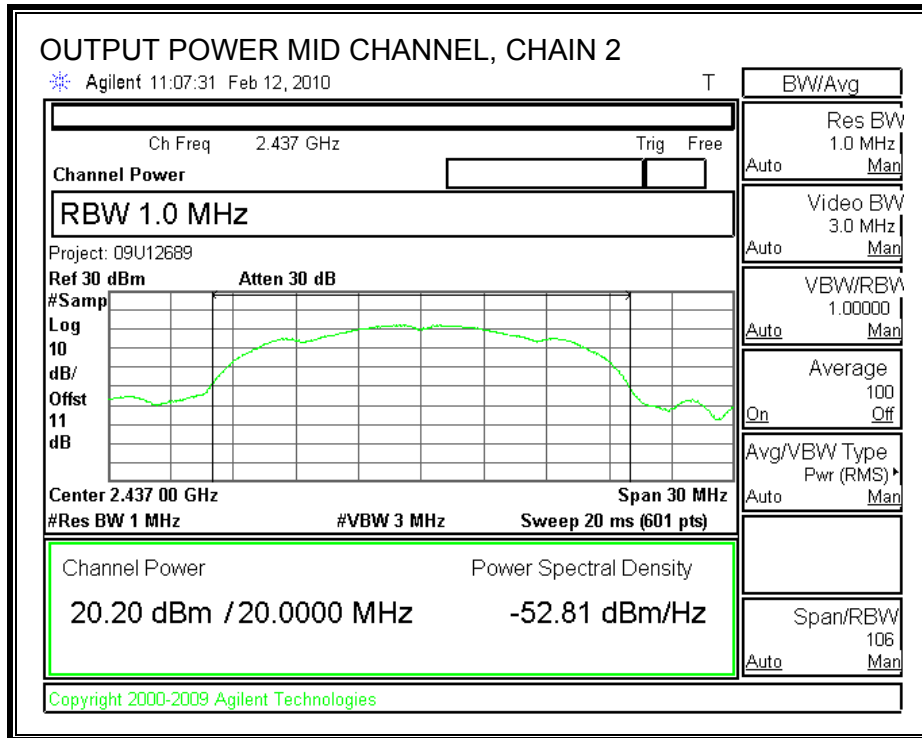 OUTPUT POWER MID CHANNEL, CHAIN 2
Agilent 11:07:31 Feb 12, 2010 T
Ch Freq 2.437 GHz Trig Free
Channel Power
RBW 1.0 MHz
Project: 09U12689
Ref 30 dBm Atten 30 dB
#Samp
Log
10
dB/
Offst
11
dB
Center 2.437 00 GHz Span 30 MHz
#Res BW 1 MHz #VBW 3 MHz Sweep 20 ms (601 pts)
Channel Power Power Spectral Density
20.20 dBm / 20.0000 MHz -52.81 dBm/Hz
Copyright 2000-2009 Agilent Technologies
BW/Avg
Res BW
1.0 MHz
Auto Man
Video BW
3.0 MHz
Auto Man
VBW/RBW
1.00000
Auto Man
Average
100
On Off
Avg/VBW Type
Pwr (RMS)
Auto Man
Span/RBW
106
Auto Man